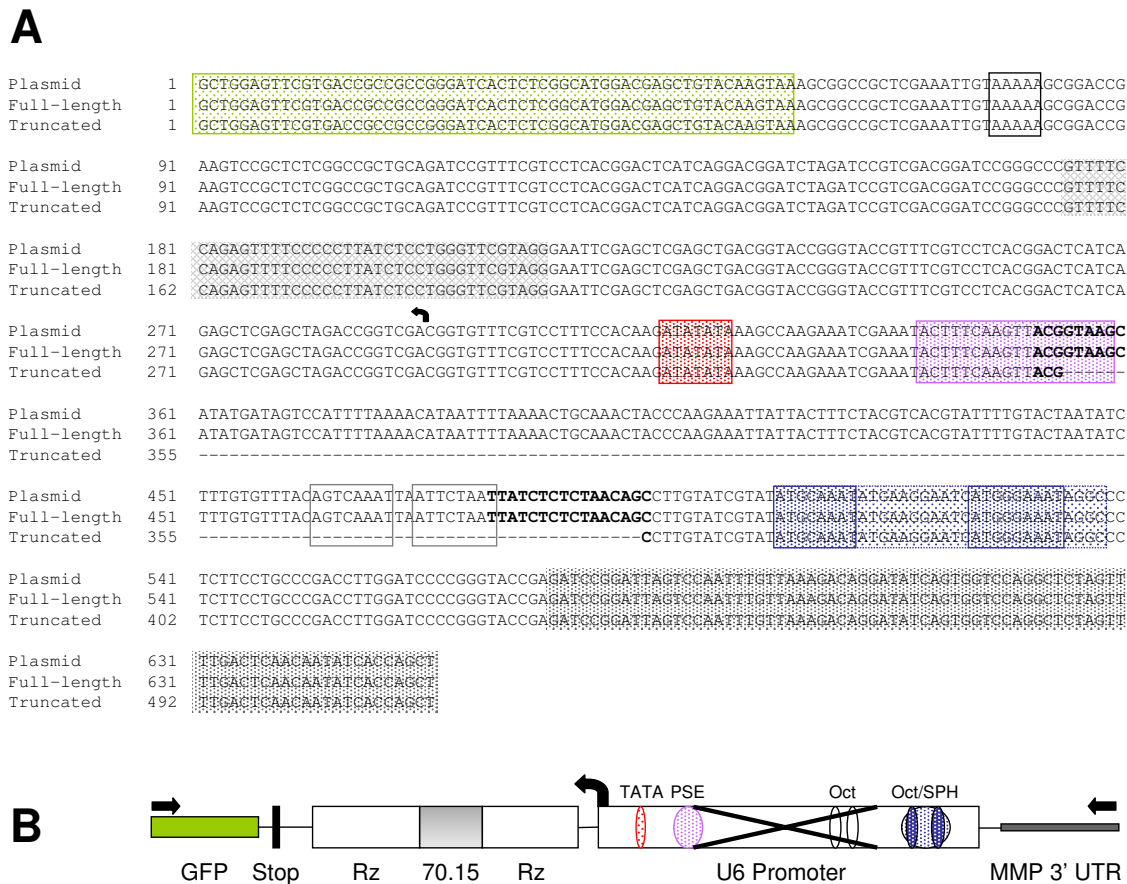 A
Plasmid 1 GCTGGAGTTCGTGACCGCCGCCGGGATCACTCTCGGCATGGACGAGCTGTACAAGTAAAGCGGCCGCTCGAAATTGTAAAAAGCGGACCG
Full-length 1 GCTGGAGTTCGTGACCGCCGCCGGGATCACTCTCGGCATGGACGAGCTGTACAAGTAAAGCGGCCGCTCGAAATTGTAAAAAGCGGACCG
Truncated 1 GCTGGAGTTCGTGACCGCCGCCGGGATCACTCTCGGCATGGACGAGCTGTACAAGTAAAGCGGCCGCTCGAAATTGTAAAAAGCGGACCG
Plasmid 91 AAGTCCGCTCTCGGCCGCTGCAGATCCGTTTCGTCCTCACGGACTCATCAGGACGGATCTAGATCCGTCGACGGATCCGGGCCCGTTTTC
Full-length 91 AAGTCCGCTCTCGGCCGCTGCAGATCCGTTTCGTCCTCACGGACTCATCAGGACGGATCTAGATCCGTCGACGGATCCGGGCCCGTTTTC
Truncated 91 AAGTCCGCTCTCGGCCGCTGCAGATCCGTTTCGTCCTCACGGACTCATCAGGACGGATCTAGATCCGTCGACGGATCCGGGCCCGTTTTC
Plasmid 181 CAGAGTTTTCCCCCTTATCTCCTGGGTTCGTAGGGAATTCGAGCTCGAGCTGACGGTACCGGGTACCGTTTCGTCCTCACGGACTCATCA
Full-length 181 CAGAGTTTTCCCCCTTATCTCCTGGGTTCGTAGGGAATTCGAGCTCGAGCTGACGGTACCGGGTACCGTTTCGTCCTCACGGACTCATCA
Truncated 162 CAGAGTTTTCCCCCTTATCTCCTGGGTTCGTAGGGAATTCGAGCTCGAGCTGACGGTACCGGGTACCGTTTCGTCCTCACGGACTCATCA
Plasmid 271 GAGCTCGAGCTAGACCGGTCGACGGTGTTTCGTCCTTTCCACAAGATATATAAAGCCAAGAAATCGAAATACTTTCAAGTTACGGTAAGC
Full-length 271 GAGCTCGAGCTAGACCGGTCGACGGTGTTTCGTCCTTTCCACAAGATATATAAAGCCAAGAAATCGAAATACTTTCAAGTTACGGTAAGC
Truncated 271 GAGCTCGAGCTAGACCGGTCGACGGTGTTTCGTCCTTTCCACAAGATATATAAAGCCAAGAAATCGAAATACTTTCAAGTTACG------
Plasmid 361 ATATGATAGTCCATTTTAAAACATAATTTTAAAACTGCAAACTACCCAAGAAATTATTACTTTCTACGTCACGTATTTTGTACTAATATC
Full-length 361 ATATGATAGTCCATTTTAAAACATAATTTTAAAACTGCAAACTACCCAAGAAATTATTACTTTCTACGTCACGTATTTTGTACTAATATC
Truncated 355 ------------------------------------------------------------------------------------------
Plasmid 451 TTTGTGTTTACAGTCAAATTAATTCTAATTATCTCTCTAACAGCCTTGTATCGTATATGCAAATATGAAGGAATCATGGGAAATAGGCCC
Full-length 451 TTTGTGTTTACAGTCAAATTAATTCTAATTATCTCTCTAACAGCCTTGTATCGTATATGCAAATATGAAGGAATCATGGGAAATAGGCCC
Truncated 355 -------------------------------------------CCTTGTATCGTATATGCAAATATGAAGGAATCATGGGAAATAGGCCC
Plasmid 541 TCTTCCTGCCCGACCTTGGATCCCCGGGTACCGAGATCCGGATTAGTCCAATTTGTTAAAGACAGGATATCAGTGGTCCAGGCTCTAGTT
Full-length 541 TCTTCCTGCCCGACCTTGGATCCCCGGGTACCGAGATCCGGATTAGTCCAATTTGTTAAAGACAGGATATCAGTGGTCCAGGCTCTAGTT
Truncated 402 TCTTCCTGCCCGACCTTGGATCCCCGGGTACCGAGATCCGGATTAGTCCAATTTGTTAAAGACAGGATATCAGTGGTCCAGGCTCTAGTT
Plasmid 631 TTGACTCAACAATATCACCAGCT
Full-length 631 TTGACTCAACAATATCACCAGCT
Truncated 492 TTGACTCAACAATATCACCAGCT
B
TATA PSE Oct Oct/SPH
GFP Stop Rz 70.15 Rz U6 Promoter MMP 3' UTR